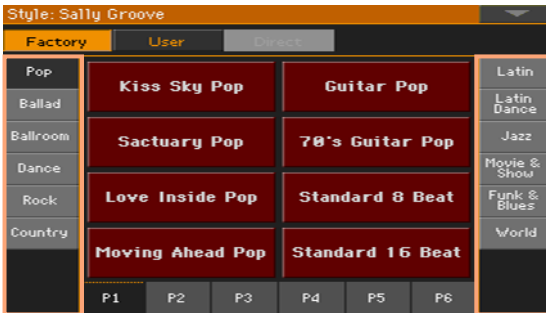 Style: Sally Groove
Factory User Direct
Pop
Ballad
Ballroom
Dance
Rock
Country
Kiss Sky Pop
Guitar Pop
Sactuary Pop
70's Guitar Pop
Love Inside Pop
Standard 8 Beat
Moving Ahead Pop
Standard 16 Beat
Latin
Latin
Dance
Jazz
Movie &
Show
Funk &
Blues
World
P1 P2 P3 P4 P5 P6